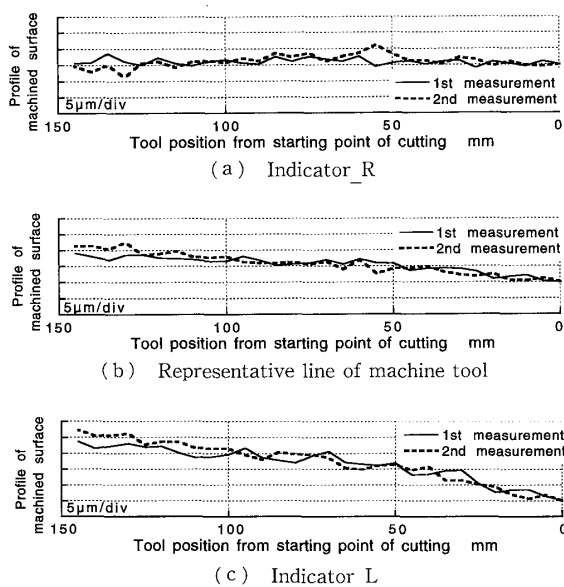 Profile of
machined surface
1st measurement
2nd measurement
5μm/div
150 100 50 0
Tool position from starting point of cutting mm
(a) Indicator_R
Profile of
machined surface
1st measurement
2nd measurement
5μm/div
150 100 50 0
Tool position from starting point of cutting mm
(b) Representative line of machine tool
Profile of
machined surface
1st measurement
2nd measurement
5μm/div
150 100 50 0
Tool position from starting point of cutting mm
(c) Indicator L